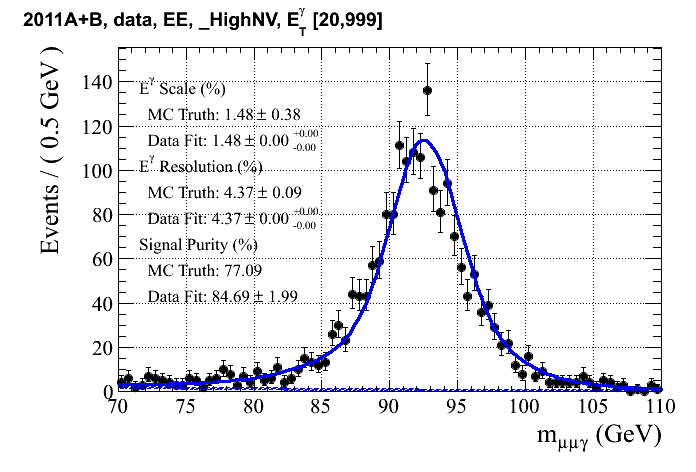 2011A+B, data, EE, _HighNV, E_T^γ [20,999]
Events / ( 0.5 GeV )
140
120
100
80
60
40
20
0
E^γ Scale (%)
MC Truth: 1.48 ± 0.38
Data Fit: 1.48 ± 0.00 +0.00 -0.00
E^γ Resolution (%)
MC Truth: 4.37 ± 0.09
Data Fit: 4.37 ± 0.00 +0.00 -0.00
Signal Purity (%)
MC Truth: 77.09
Data Fit: 84.69 ± 1.99
70 75 80 85 90 95 100 105 110
m_μμγ (GeV)